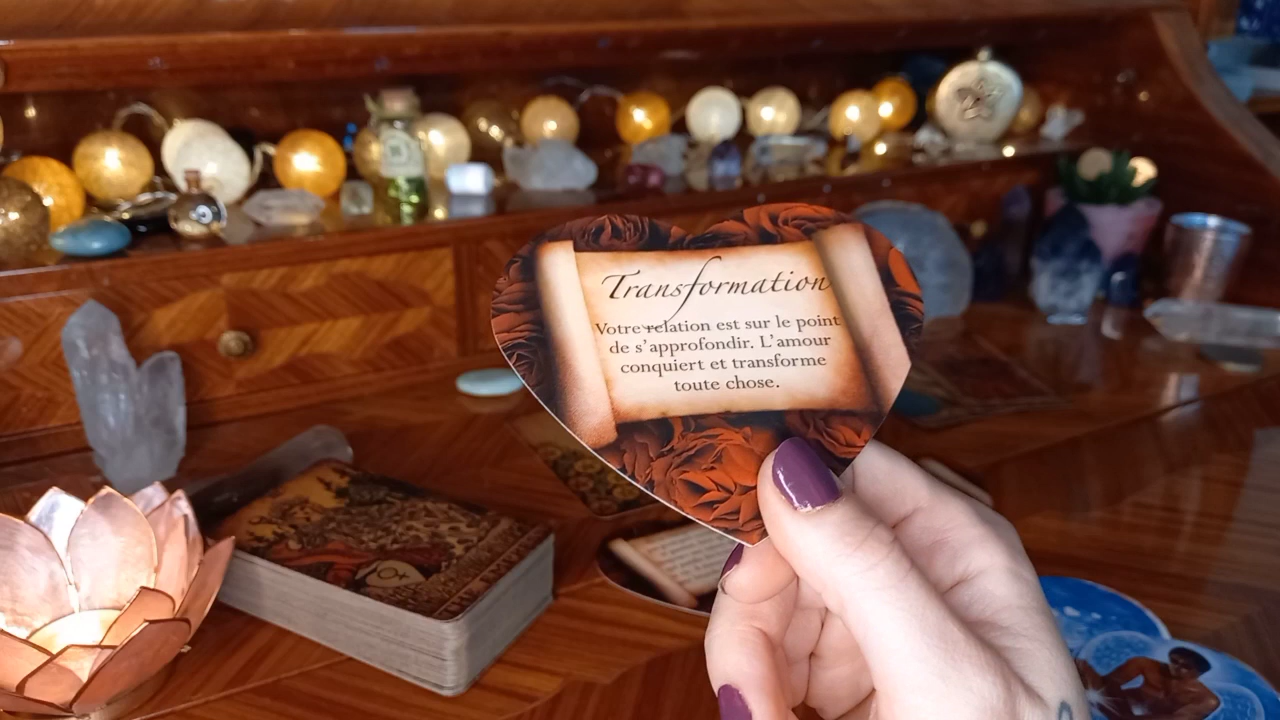 Transformation
Votre relation est sur le point
de s'approfondir. L'amour
conquiert et transforme
toute chose.